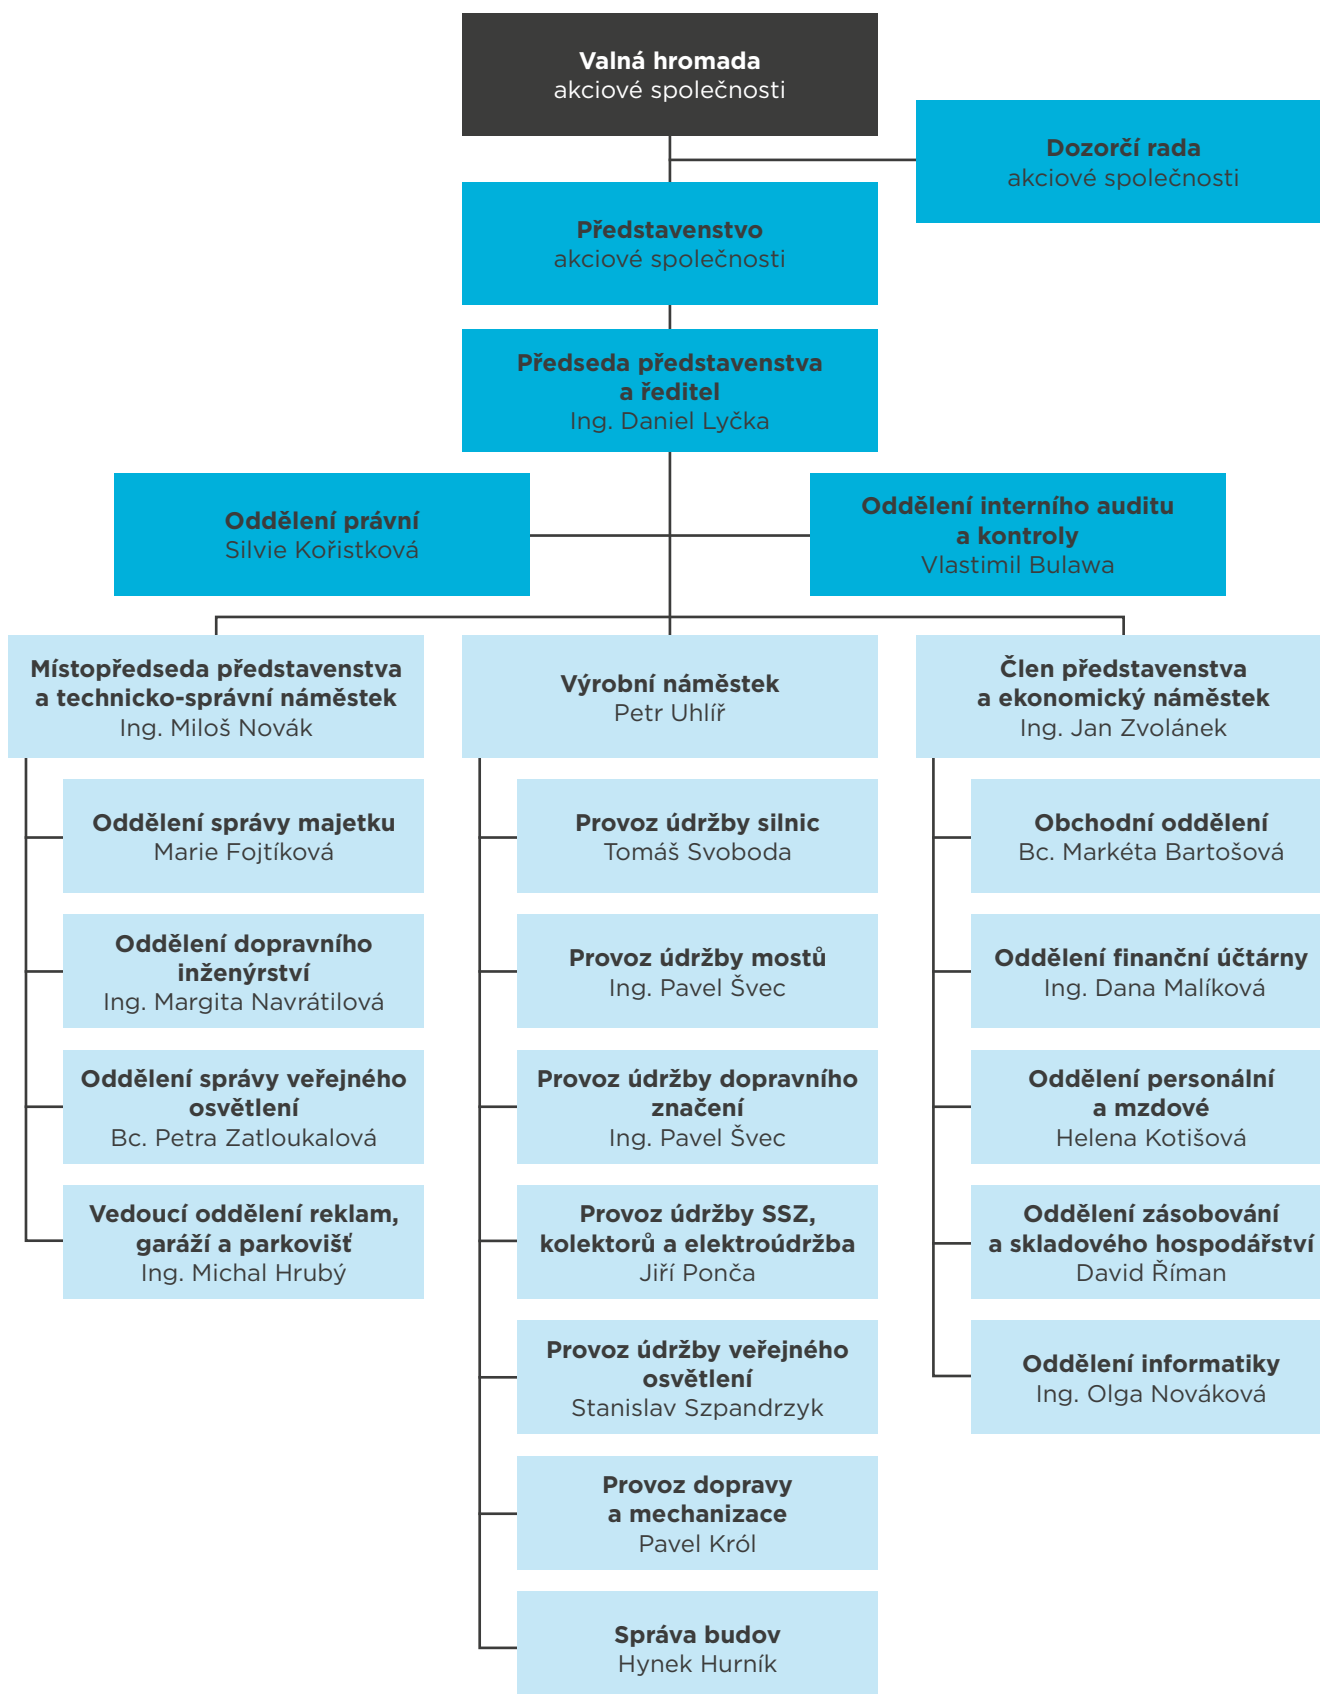 Valná hromada
akciové společnosti
Dozorčí rada
akciové společnosti
Představenstvo
akciové společnosti
Předseda představenstva
a ředitel
Ing. Daniel Lyčka
Oddělení právní
Silvie Kořistková
Oddělení interního auditu
a kontroly
Vlastimil Bulawa
Místopředseda představenstva
a technicko-správní náměstek
Ing. Miloš Novák
Oddělení správy majetku
Marie Fojtíková
Oddělení dopravního
inženýrství
Ing. Margita Navrátilová
Oddělení správy veřejného
osvětlení
Bc. Petra Zatloukalová
Vedoucí oddělení reklam,
garáží a parkovišť
Ing. Michal Hrubý
Výrobní náměstek
Petr Uhlíř
Provoz údržby silnic
Tomáš Svoboda
Provoz údržby mostů
Ing. Pavel Švec
Provoz údržby dopravního
značení
Ing. Pavel Švec
Provoz údržby SSZ,
kolektorů a elektroúdržba
Jiří Ponča
Provoz údržby veřejného
osvětlení
Stanislav Szpandrzyk
Provoz dopravy
a mechanizace
Pavel Król
Správa budov
Hynek Hurník
Člen představenstva
a ekonomický náměstek
Ing. Jan Zvolánek
Obchodní oddělení
Bc. Markéta Bartošová
Oddělení finanční účtárny
Ing. Dana Malíková
Oddělení personální
a mzdové
Helena Kotišová
Oddělení zásobování
a skladového hospodářství
David Říman
Oddělení informatiky
Ing. Olga Nováková